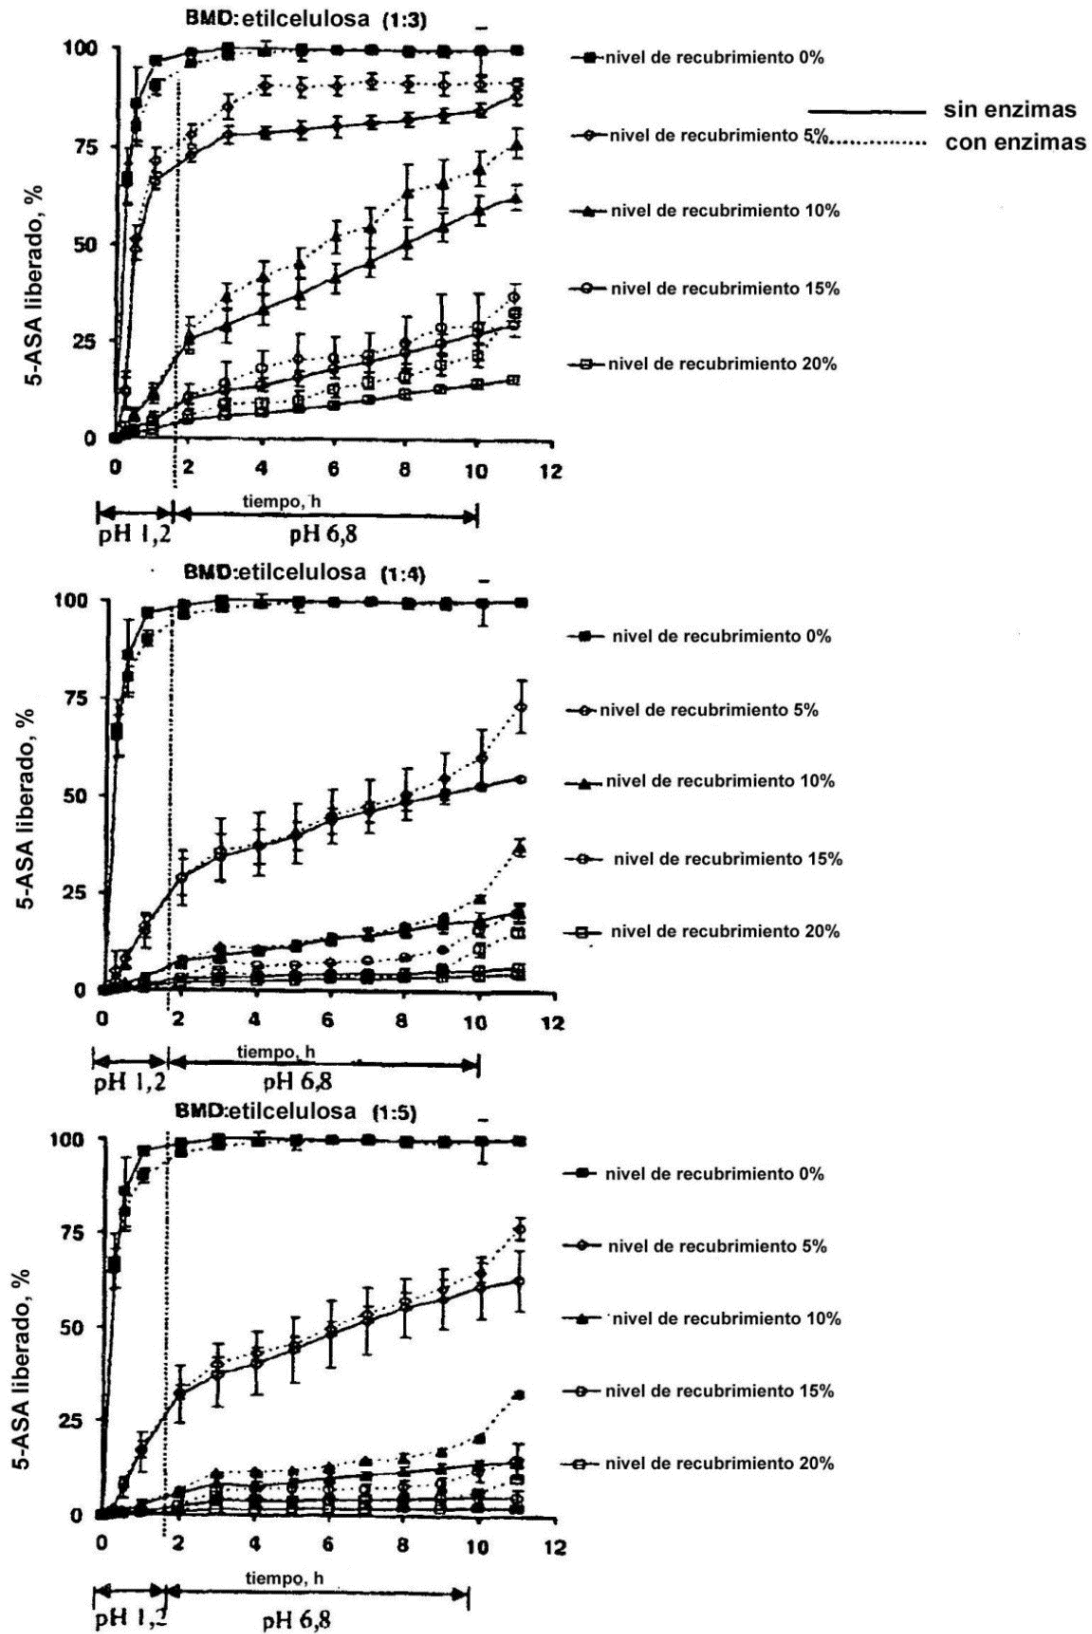 BMD:etilcelulosa (1:3)
5-ASA liberado, %
100
75
50
25
0
0 2 4 6 8 10 12
tiempo, h
pH 1,2 pH 6,8
nivel de recubrimiento 0%
nivel de recubrimiento 5%
nivel de recubrimiento 10%
nivel de recubrimiento 15%
nivel de recubrimiento 20%
sin enzimas
con enzimas
BMD:etilcelulosa (1:4)
5-ASA liberado, %
100
75
50
25
0
0 2 4 6 8 10 12
tiempo, h
pH 1,2 pH 6,8
nivel de recubrimiento 0%
nivel de recubrimiento 5%
nivel de recubrimiento 10%
nivel de recubrimiento 15%
nivel de recubrimiento 20%
BMD:etilcelulosa (1:5)
5-ASA liberado, %
100
75
50
25
0
0 2 4 6 8 10 12
tiempo, h
pH 1,2 pH 6,8
nivel de recubrimiento 0%
nivel de recubrimiento 5%
nivel de recubrimiento 10%
nivel de recubrimiento 15%
nivel de recubrimiento 20%